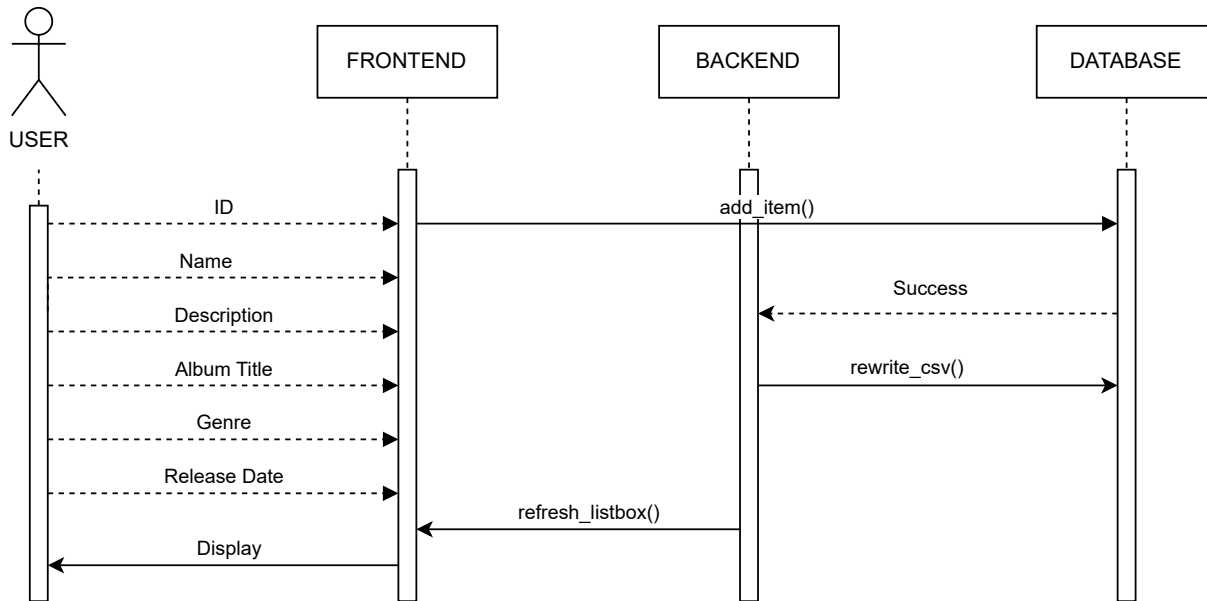 FRONTEND
BACKEND
DATABASE
USER
ID
add_item()
Name
Success
Description
Album Title
rewrite_csv()
Genre
Release Date
refresh_listbox()
Display